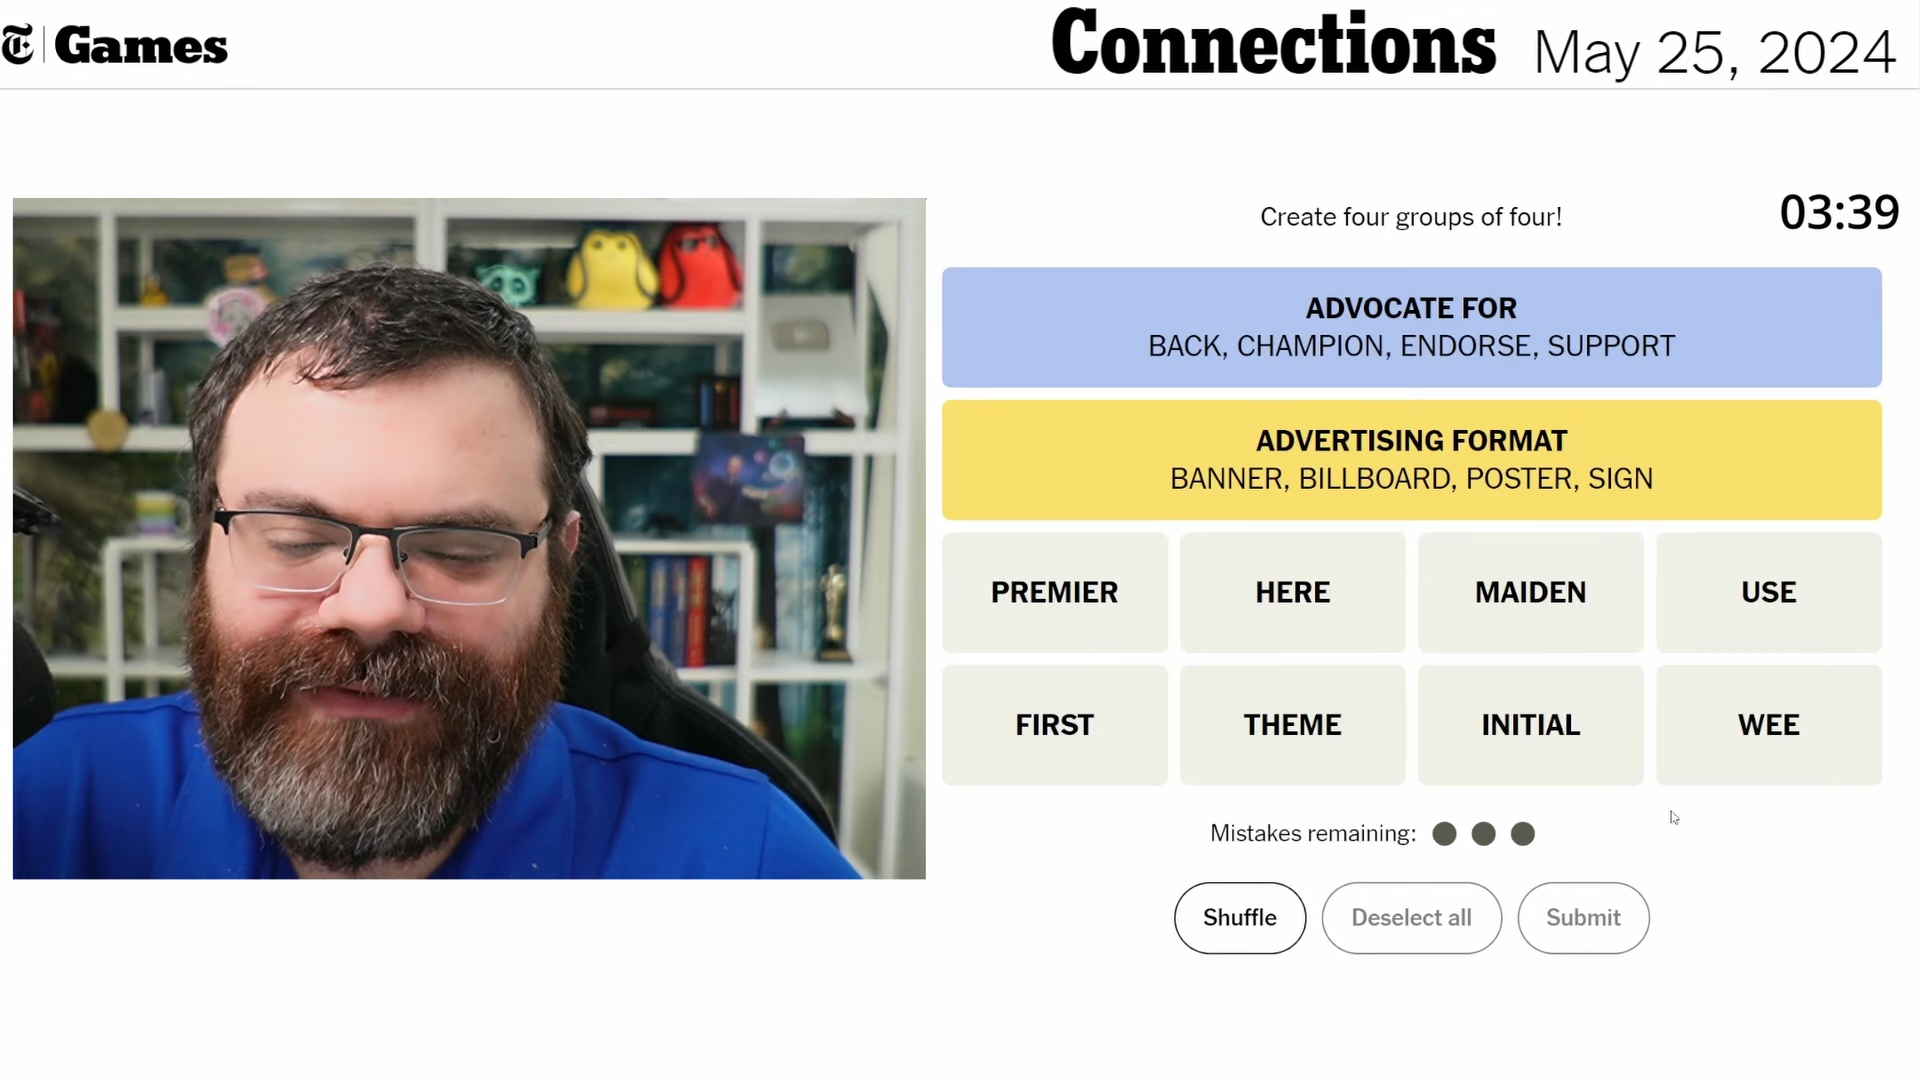 T Games
Connections May 25, 2024
Create four groups of four!
03:39
ADVOCATE FOR
BACK, CHAMPION, ENDORSE, SUPPORT
ADVERTISING FORMAT
BANNER, BILLBOARD, POSTER, SIGN
PREMIER HERE MAIDEN USE
FIRST THEME INITIAL WEE
Mistakes remaining:
Shuffle Deselect all Submit